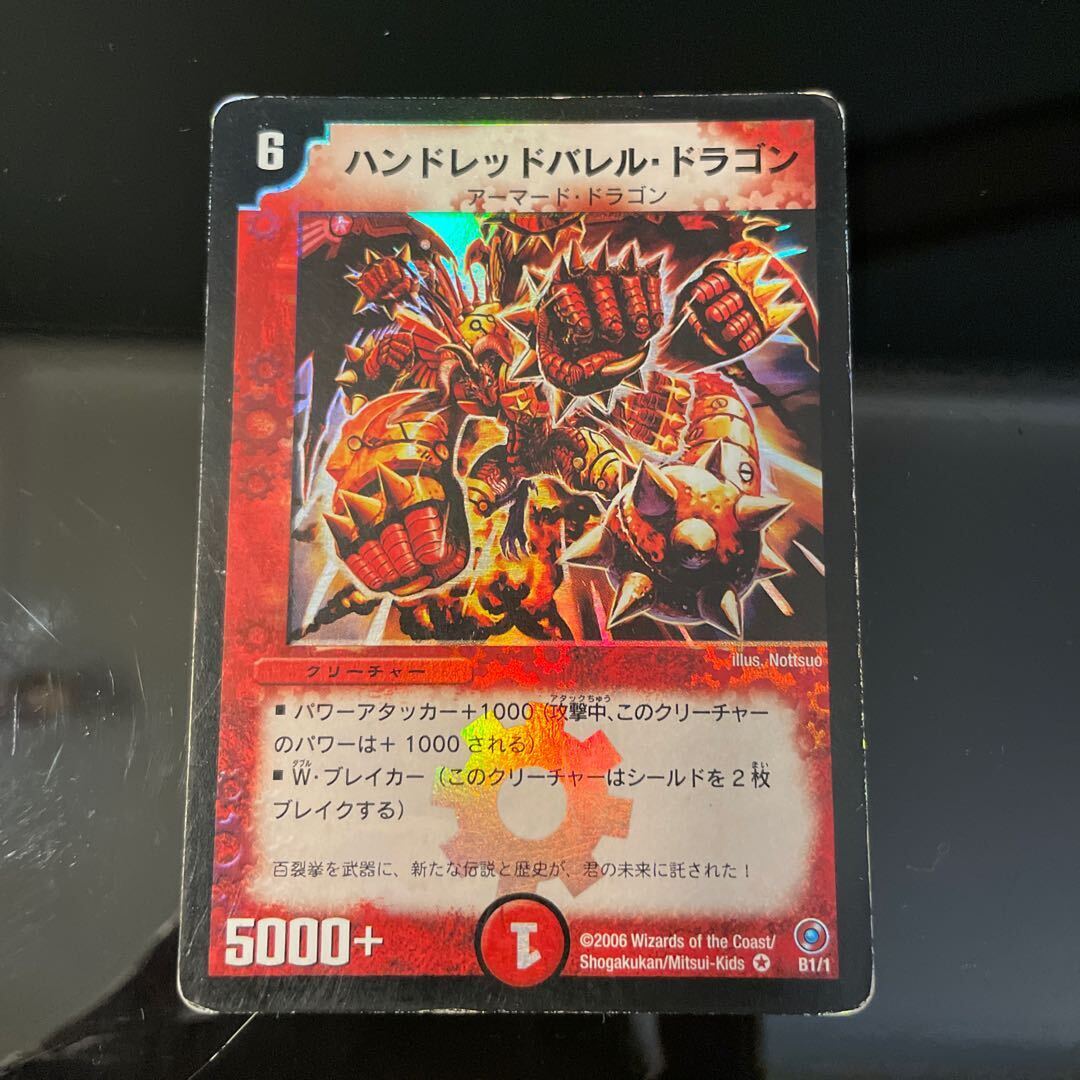 6
ハンドレッドバレル・ドラゴン
アーマード・ドラゴン
illus. Nottsuo
クリーチャー
アタックちゅう
■ パワーアタッカー+1000 (攻撃中、このクリーチャー
のパワーは+ 1000 される)
ダブル まい
■ W・ブレイカー (このクリーチャーはシールドを2枚
ブレイクする)
百裂拳を武器に、新たな伝説と歴史が、君の未来に託された！
5000+
1
©2006 Wizards of the Coast/
Shogakukan/Mitsui-Kids
B1/1